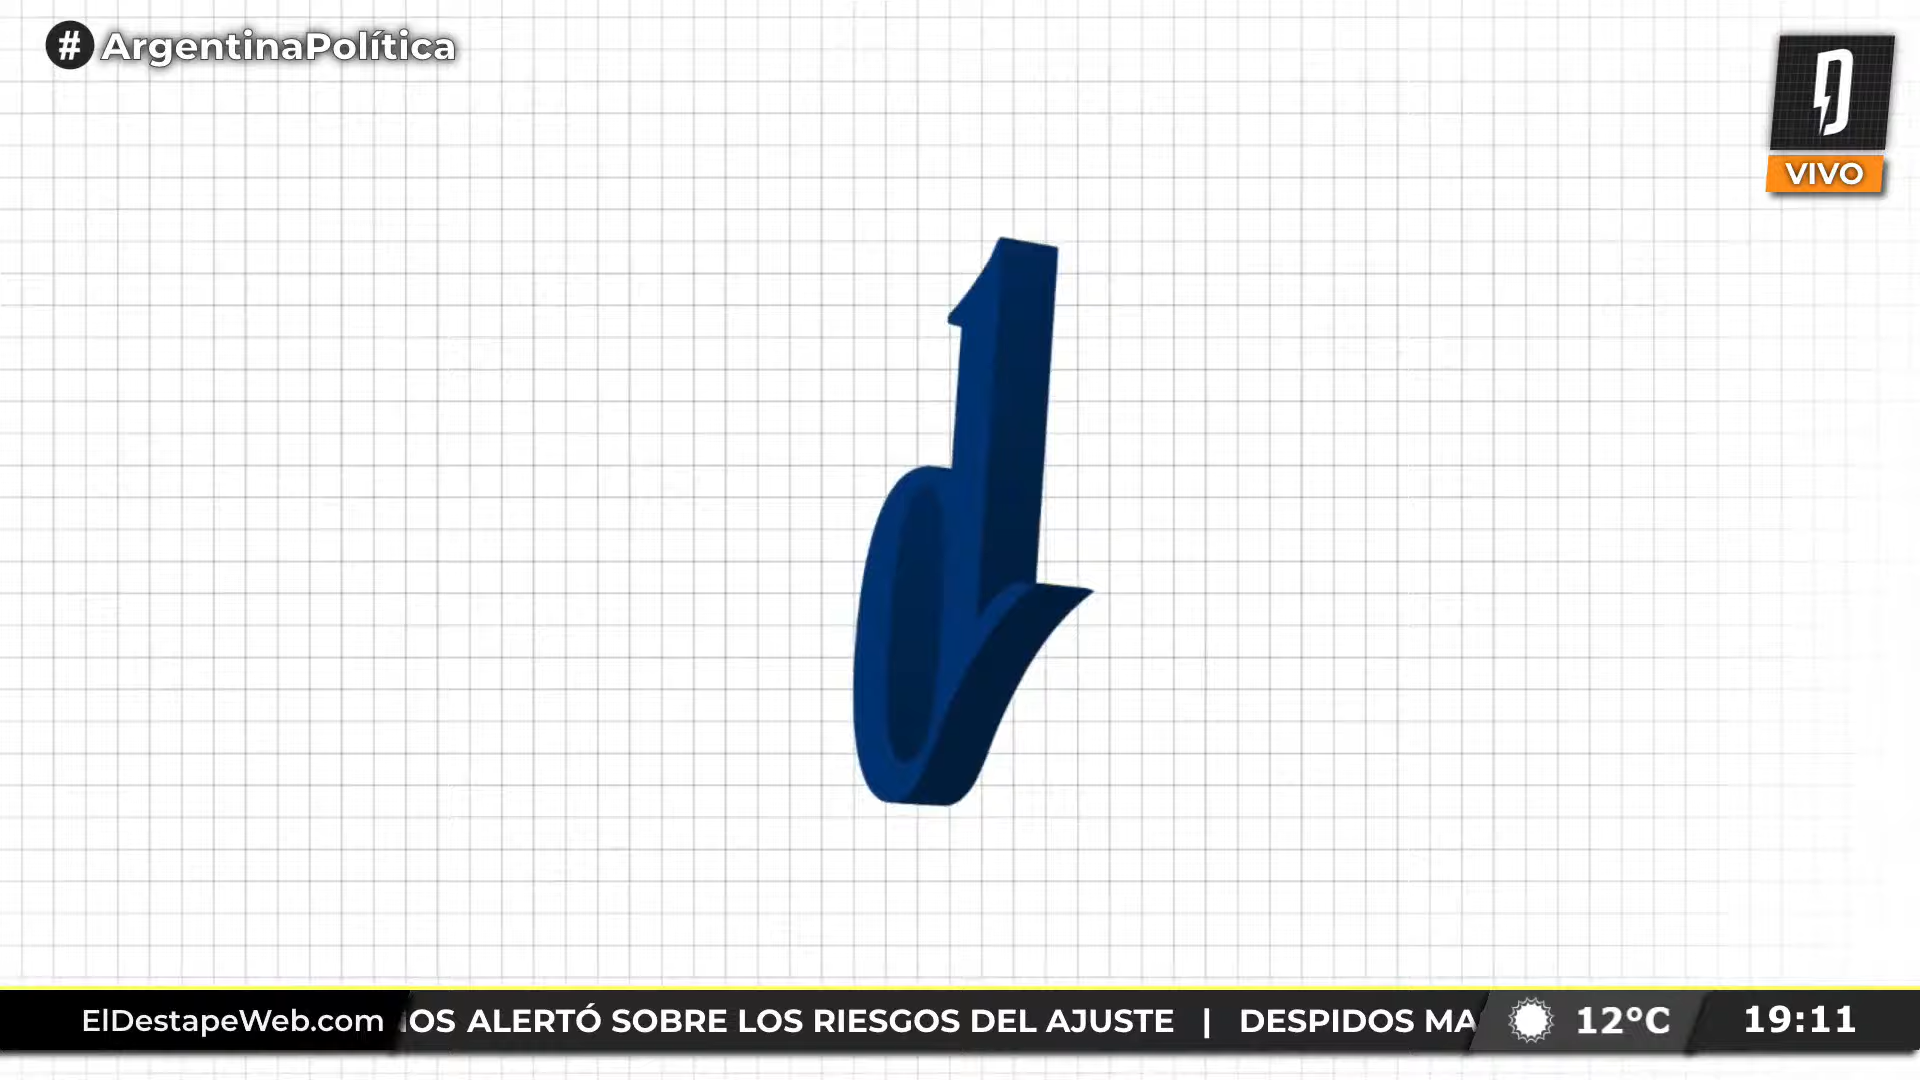 # ArgentinaPolítica
VIVO
d
ElDestapeWeb.com
OS ALERTÓ SOBRE LOS RIESGOS DEL AJUSTE | DESPIDOS MA
12°C
19:11